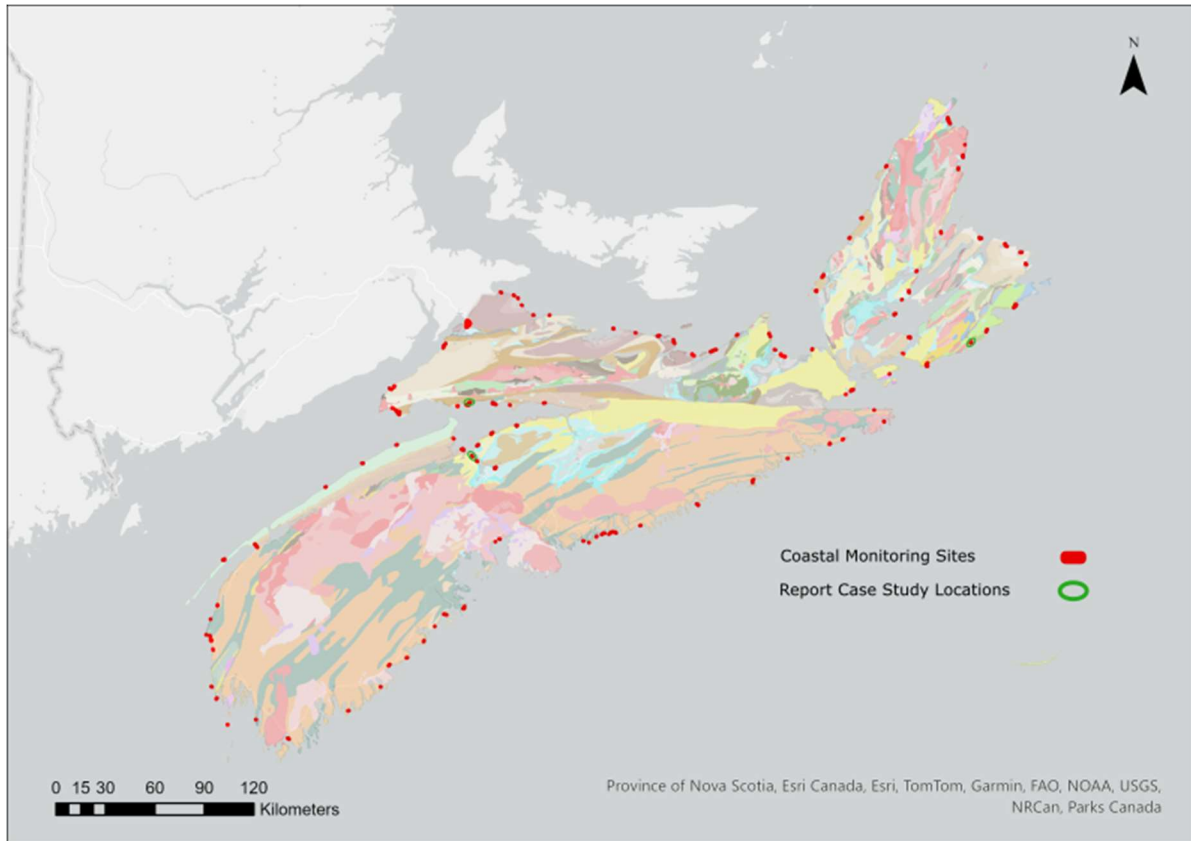 N
Coastal Monitoring Sites
Report Case Study Locations
0 15 30 60 90 120
Kilometers
Province of Nova Scotia, Esri Canada, Esri, TomTom, Garmin, FAO, NOAA, USGS,
NRCan, Parks Canada